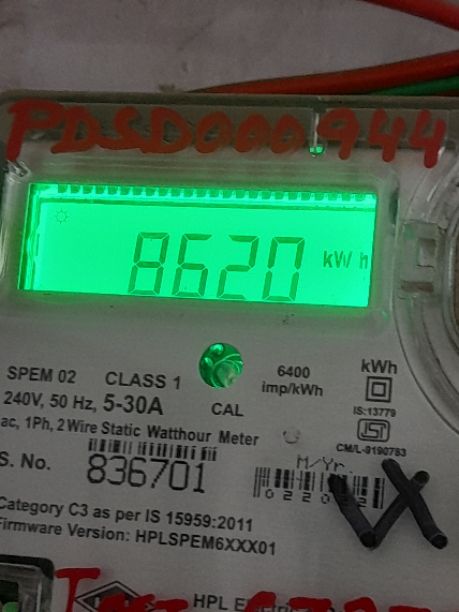 PDSD000944
8620 kWh
SPEM 02 CLASS 1
6400
imp/kWh
kWh
240V, 50 Hz, 5-30A
CAL
IS:13779
ac, 1Ph, 2 Wire Static Watthour Meter
CM/L-9190783
S. No. 836701
M/Yr.
Category C3 as per IS 15959:2011
Firmware Version: HPLSPEM6XXX01
HPL